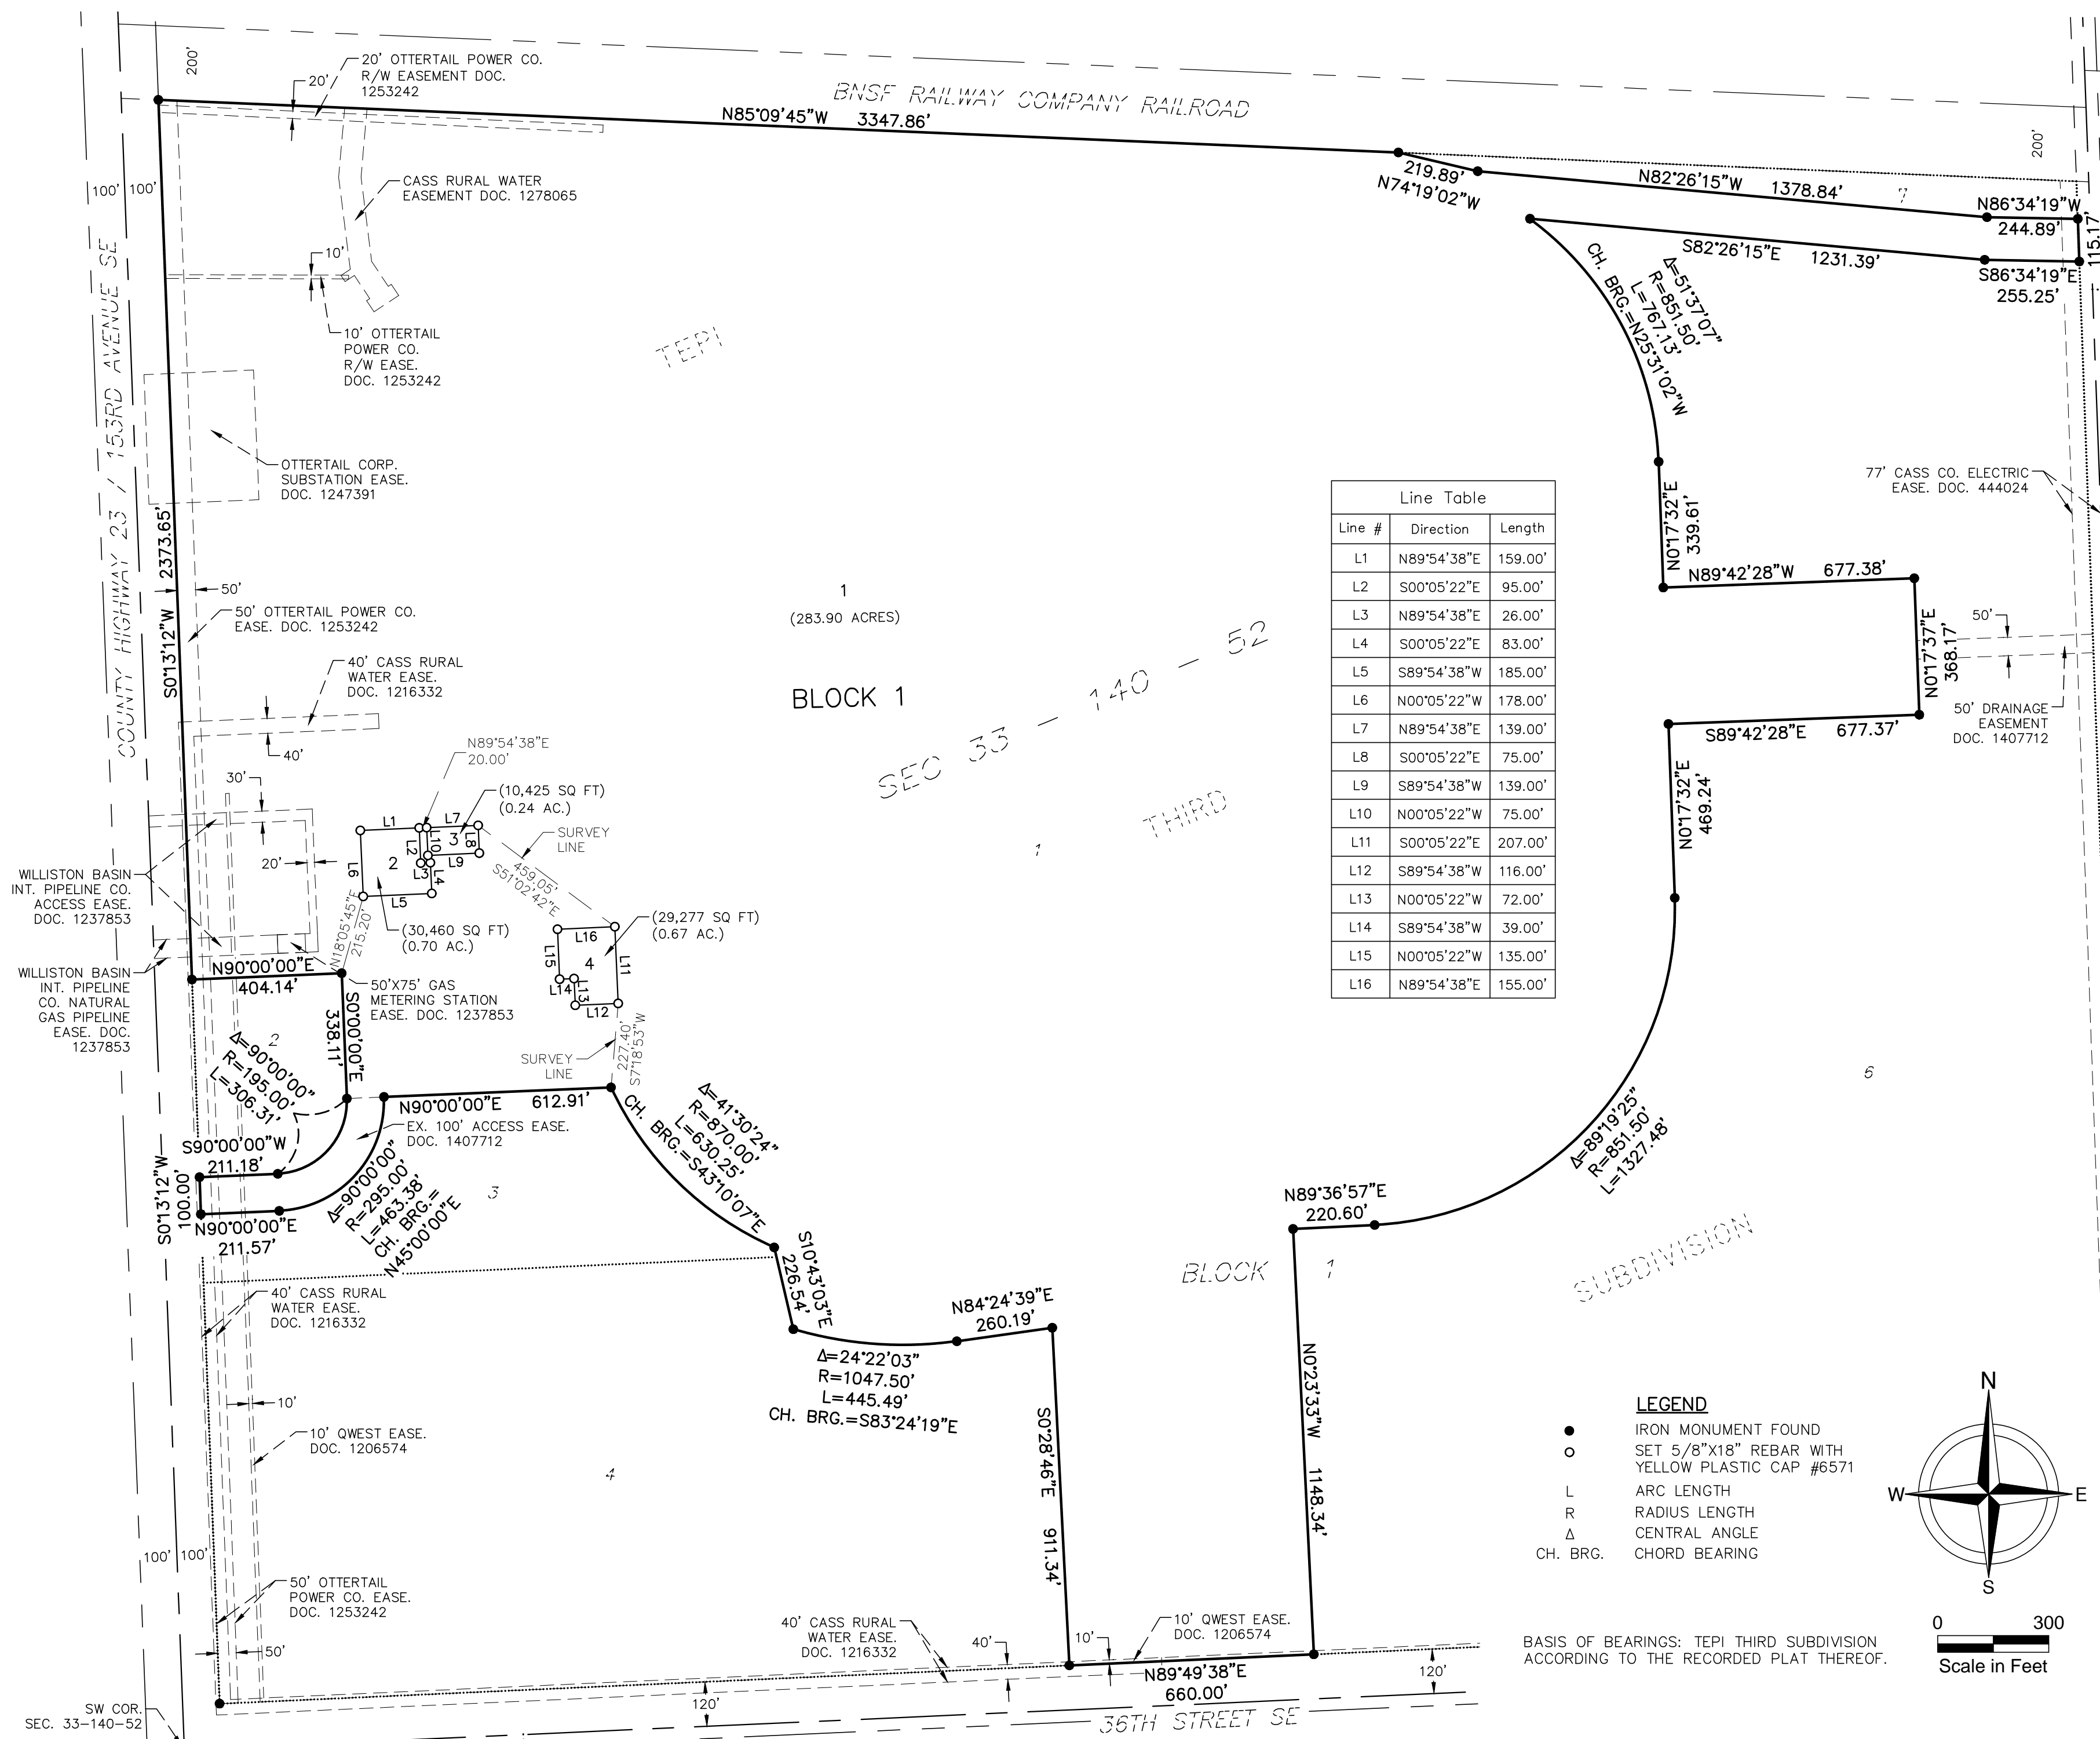 200'
20' OTTERTAIL POWER CO.
R/W EASEMENT DOC.
1253242
20'
BNSF RAILWAY COMPANY RAILROAD
N85°09'45"W 3347.86'
200'
100' 100'
CASS RURAL WATER
EASEMENT DOC. 1278065
219.89'
N74°19'02"W
N82°26'15"W 1378.84'
7
N86°34'19"W
244.89'
115.17'
S82°26'15"E 1231.39'
S86°34'19"E
255.25'
10'
10' OTTERTAIL
POWER CO.
R/W EASE.
DOC. 1253242
TEPI
Δ=51°37'07"
R=851.50'
L=767.13'
CH. BRG.=N25°31'02"W
COUNTY HIGHWAY 23 / 153RD AVENUE SE
OTTERTAIL CORP.
SUBSTATION EASE.
DOC. 1247391
77' CASS CO. ELECTRIC
EASE. DOC. 444024
S0°13'12"W 2373.65'
N0°17'32"E
339.61'
N89°42'28"W 677.38'
50'
50' OTTERTAIL POWER CO.
EASE. DOC. 1253242
1
(283.90 ACRES)
BLOCK 1
SEC 33 - 140 - 52
Line Table
Line # Direction Length
L1 N89°54'38"E 159.00'
L2 S00°05'22"E 95.00'
L3 N89°54'38"E 26.00'
L4 S00°05'22"E 83.00'
L5 S89°54'38"W 185.00'
L6 N00°05'22"W 178.00'
L7 N89°54'38"E 139.00'
L8 S00°05'22"E 75.00'
L9 S89°54'38"W 139.00'
L10 N00°05'22"W 75.00'
L11 S00°05'22"E 207.00'
L12 S89°54'38"W 116.00'
L13 N00°05'22"W 72.00'
L14 S89°54'38"W 39.00'
L15 N00°05'22"W 135.00'
L16 N89°54'38"E 155.00'
50'
N0°17'37"E
368.17'
50' DRAINAGE
EASEMENT
DOC. 1407712
S89°42'28"E 677.37'
N0°17'32"E
469.24'
40' CASS RURAL
WATER EASE.
DOC. 1216332
40'
30'
20'
N89°54'38"E
20.00'
(10,425 SQ FT)
(0.24 AC.)
SURVEY
LINE
459.05'
S51°02'42"E
L1
L7
L2
L10
3
L8
L9
2
L3
L4
L6
L5
(30,460 SQ FT)
(0.70 AC.)
(29,277 SQ FT)
(0.67 AC.)
L16
L15
4
L11
L14
L13
L12
THIRD
1
WILLISTON BASIN
INT. PIPELINE CO.
ACCESS EASE.
DOC. 1237853
N18°05'45"E
215.20'
WILLISTON BASIN
INT. PIPELINE
CO. NATURAL
GAS PIPELINE
EASE. DOC.
1237853
N90°00'00"E
404.14'
50'X75' GAS
METERING STATION
EASE. DOC. 1237853
S0°00'00"E
338.11'
2
Δ=90°00'00"
R=195.00'
L=306.31'
SURVEY
LINE
227.40'
S7°18'53"W
N90°00'00"E 612.91'
EX. 100' ACCESS EASE.
DOC. 1407712
S90°00'00"W
211.18'
S0°13'12"W
100.00'
N90°00'00"E
211.57'
Δ=90°00'00"
R=295.00'
L=463.38'
CH. BRG.=
N45°00'00"E
3
Δ=41°30'24"
R=870.00'
L=630.25'
CH. BRG.=S43°10'07"E
6
Δ=89°19'25"
R=851.50'
L=1327.48'
N89°36'57"E
220.60'
S10°43'03"E
226.54'
BLOCK 1
SUBDIVISION
40' CASS RURAL
WATER EASE.
DOC. 1216332
N84°24'39"E
260.19'
Δ=24°22'03"
R=1047.50'
L=445.49'
CH. BRG.=S83°24'19"E
N0°23'33"W 1148.34'
10'
10' QWEST EASE.
DOC. 1206574
4
S0°28'46"E 911.34'
LEGEND
IRON MONUMENT FOUND
SET 5/8"X18" REBAR WITH
YELLOW PLASTIC CAP #6571
L ARC LENGTH
R RADIUS LENGTH
Δ CENTRAL ANGLE
CH. BRG. CHORD BEARING
N
W
E
S
100' 100'
50' OTTERTAIL
POWER CO. EASE.
DOC. 1253242
50'
40' CASS RURAL
WATER EASE.
DOC. 1216332
40'
10'
10' QWEST EASE.
DOC. 1206574
N89°49'38"E
660.00'
120'
120'
BASIS OF BEARINGS: TEPI THIRD SUBDIVISION
ACCORDING TO THE RECORDED PLAT THEREOF.
0 300
Scale in Feet
SW COR.
SEC. 33-140-52
36TH STREET SE